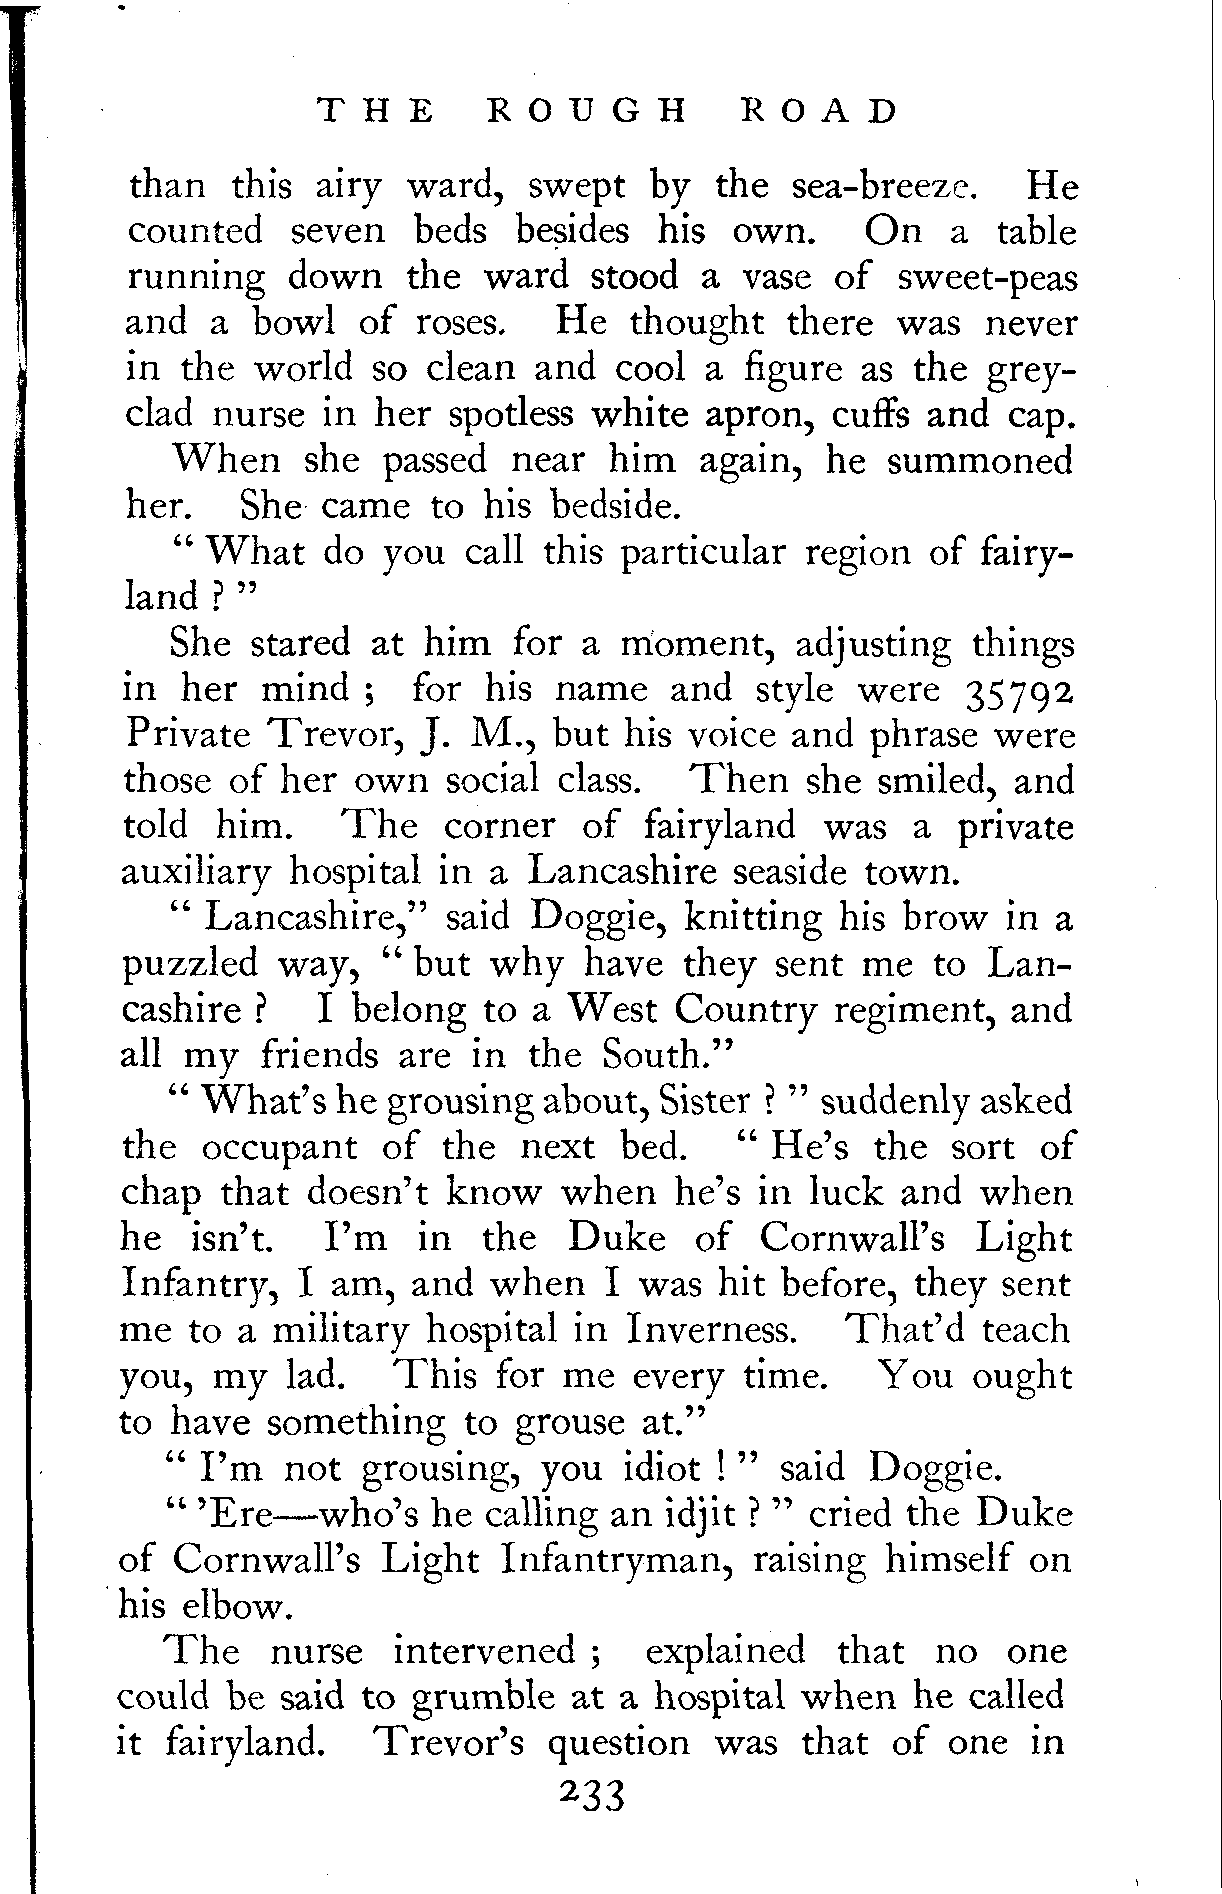 THE ROUGH ROAD
than this airy ward, swept by the sea-breeze. He
counted seven beds besides his own. On a table
running down the ward stood a vase of sweet-peas
and a bowl of roses. He thought there was never
in the world so clean and cool a figure as the grey-
clad nurse in her spotless white apron, cuffs and cap.
When she passed near him again, he summoned
her. She came to his bedside.
“ What do you call this particular region of fairy-
land ? ”
She stared at him for a moment, adjusting things
in her mind ; for his name and style were 35792
Private Trevor, J. M., but his voice and phrase were
those of her own social class. Then she smiled, and
told him. The corner of fairyland was a private
auxiliary hospital in a Lancashire seaside town.
“ Lancashire,” said Doggie, knitting his brow in a
puzzled way, “ but why have they sent me to Lan-
cashire ? I belong to a West Country regiment, and
all my friends are in the South.”
“ What’s he grousing about, Sister ? ” suddenly asked
the occupant of the next bed. “ He’s the sort of
chap that doesn’t know when he’s in luck and when
he isn’t. I’m in the Duke of Cornwall’s Light
Infantry, I am, and when I was hit before, they sent
me to a military hospital in Inverness. That’d teach
you, my lad. This for me every time. You ought
to have something to grouse at.”
“ I’m not grousing, you idiot ! ” said Doggie.
“ ’Ere—who’s he calling an idjit ? ” cried the Duke
of Cornwall’s Light Infantryman, raising himself on
his elbow.
The nurse intervened ; explained that no one
could be said to grumble at a hospital when he called
it fairyland. Trevor’s question was that of one in
233